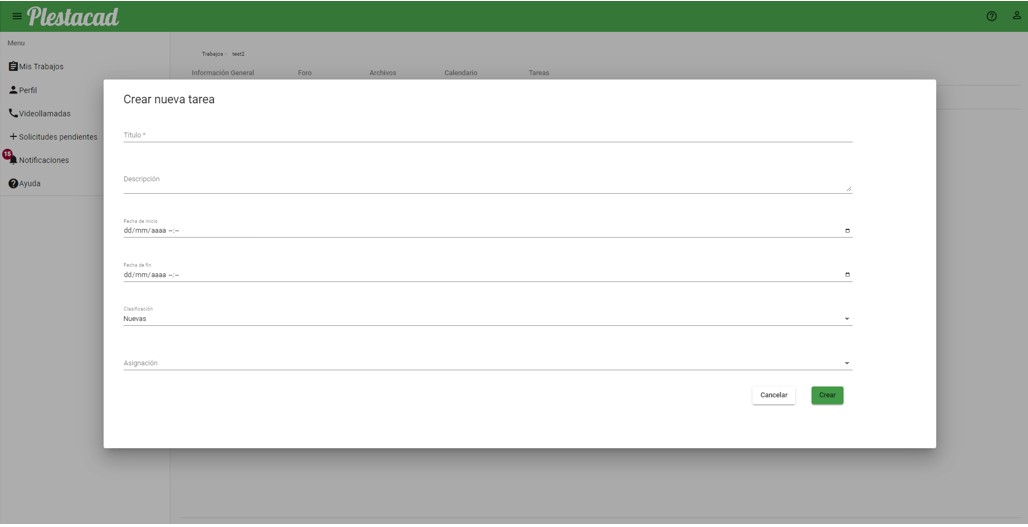 Plestacad
Menu
Mis Trabajos
Perfil
Videollamadas
Solicitudes pendientes
18
Notificaciones
Ayuda
Trabajos - test2
Información General Foro Archivos Calendario Tareas
Crear nueva tarea
Título *
Descripción
Fecha de inicio
dd/mm/aaaa --:--
Fecha de fin
dd/mm/aaaa --:--
Clasificación
Nuevas
Asignación
Cancelar Crear